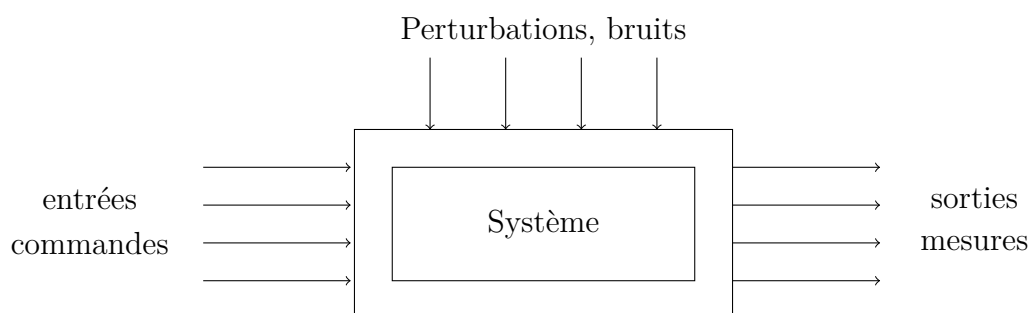 Perturbations, bruits
entrées
commandes
Système
sorties
mesures